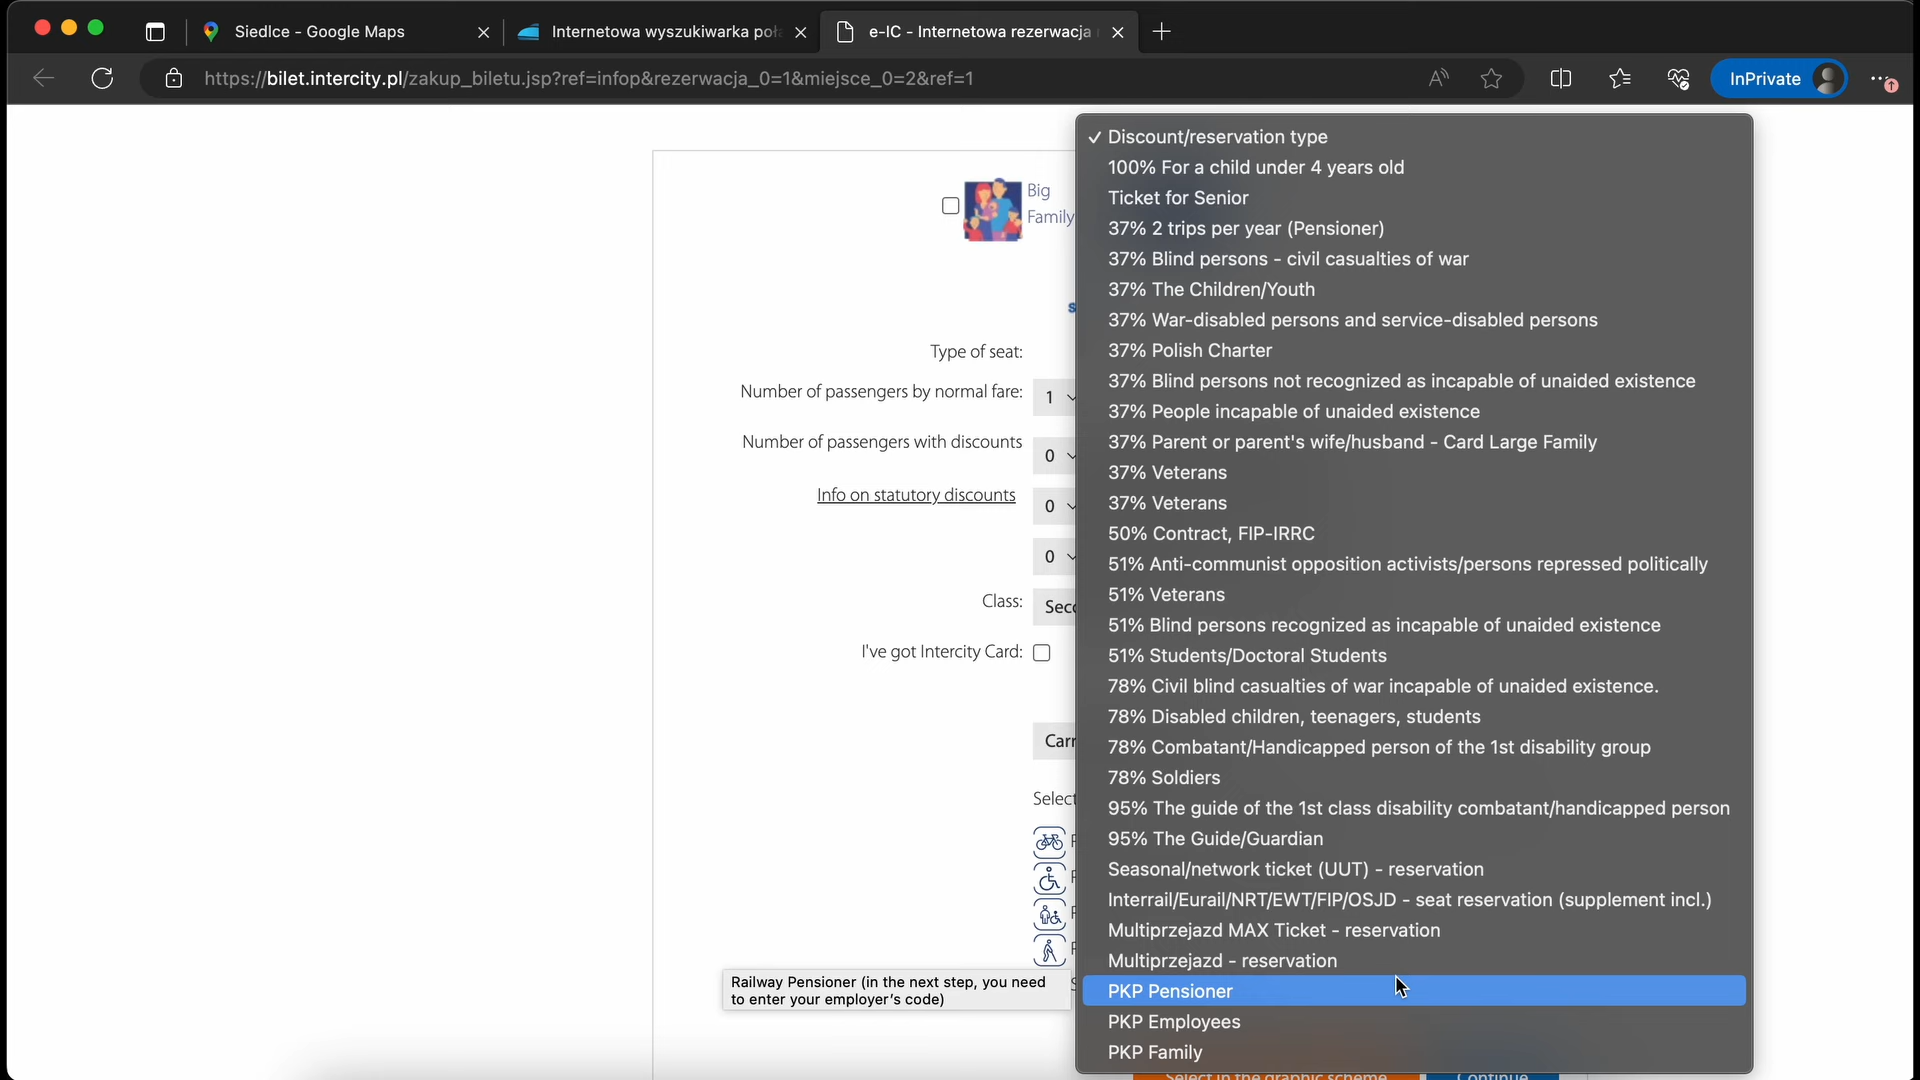 Siedlce - Google Maps
Internetowa wyszukiwarka poł
e-IC - Internetowa rezerwacja
https://bilet.intercity.pl/zakup_biletu.jsp?ref=infop&rezerwacja_0=1&miejsce_0=2&ref=1
InPrivate
Big
Family
Type of seat:
Number of passengers by normal fare:
1
Number of passengers with discounts
0
Info on statutory discounts
0
0
Class:
Seco
I've got Intercity Card:
Carr
Select
Railway Pensioner (in the next step, you need
to enter your employer's code)
✓ Discount/reservation type
100% For a child under 4 years old
Ticket for Senior
37% 2 trips per year (Pensioner)
37% Blind persons - civil casualties of war
37% The Children/Youth
37% War-disabled persons and service-disabled persons
37% Polish Charter
37% Blind persons not recognized as incapable of unaided existence
37% People incapable of unaided existence
37% Parent or parent's wife/husband - Card Large Family
37% Veterans
37% Veterans
50% Contract, FIP-IRRC
51% Anti-communist opposition activists/persons repressed politically
51% Veterans
51% Blind persons recognized as incapable of unaided existence
51% Students/Doctoral Students
78% Civil blind casualties of war incapable of unaided existence.
78% Disabled children, teenagers, students
78% Combatant/Handicapped person of the 1st disability group
78% Soldiers
95% The guide of the 1st class disability combatant/handicapped person
95% The Guide/Guardian
Seasonal/network ticket (UUT) - reservation
Interrail/Eurail/NRT/EWT/FIP/OSJD - seat reservation (supplement incl.)
Multiprzejazd MAX Ticket - reservation
Multiprzejazd - reservation
PKP Pensioner
PKP Employees
PKP Family
Select in the graphic scheme
Continue